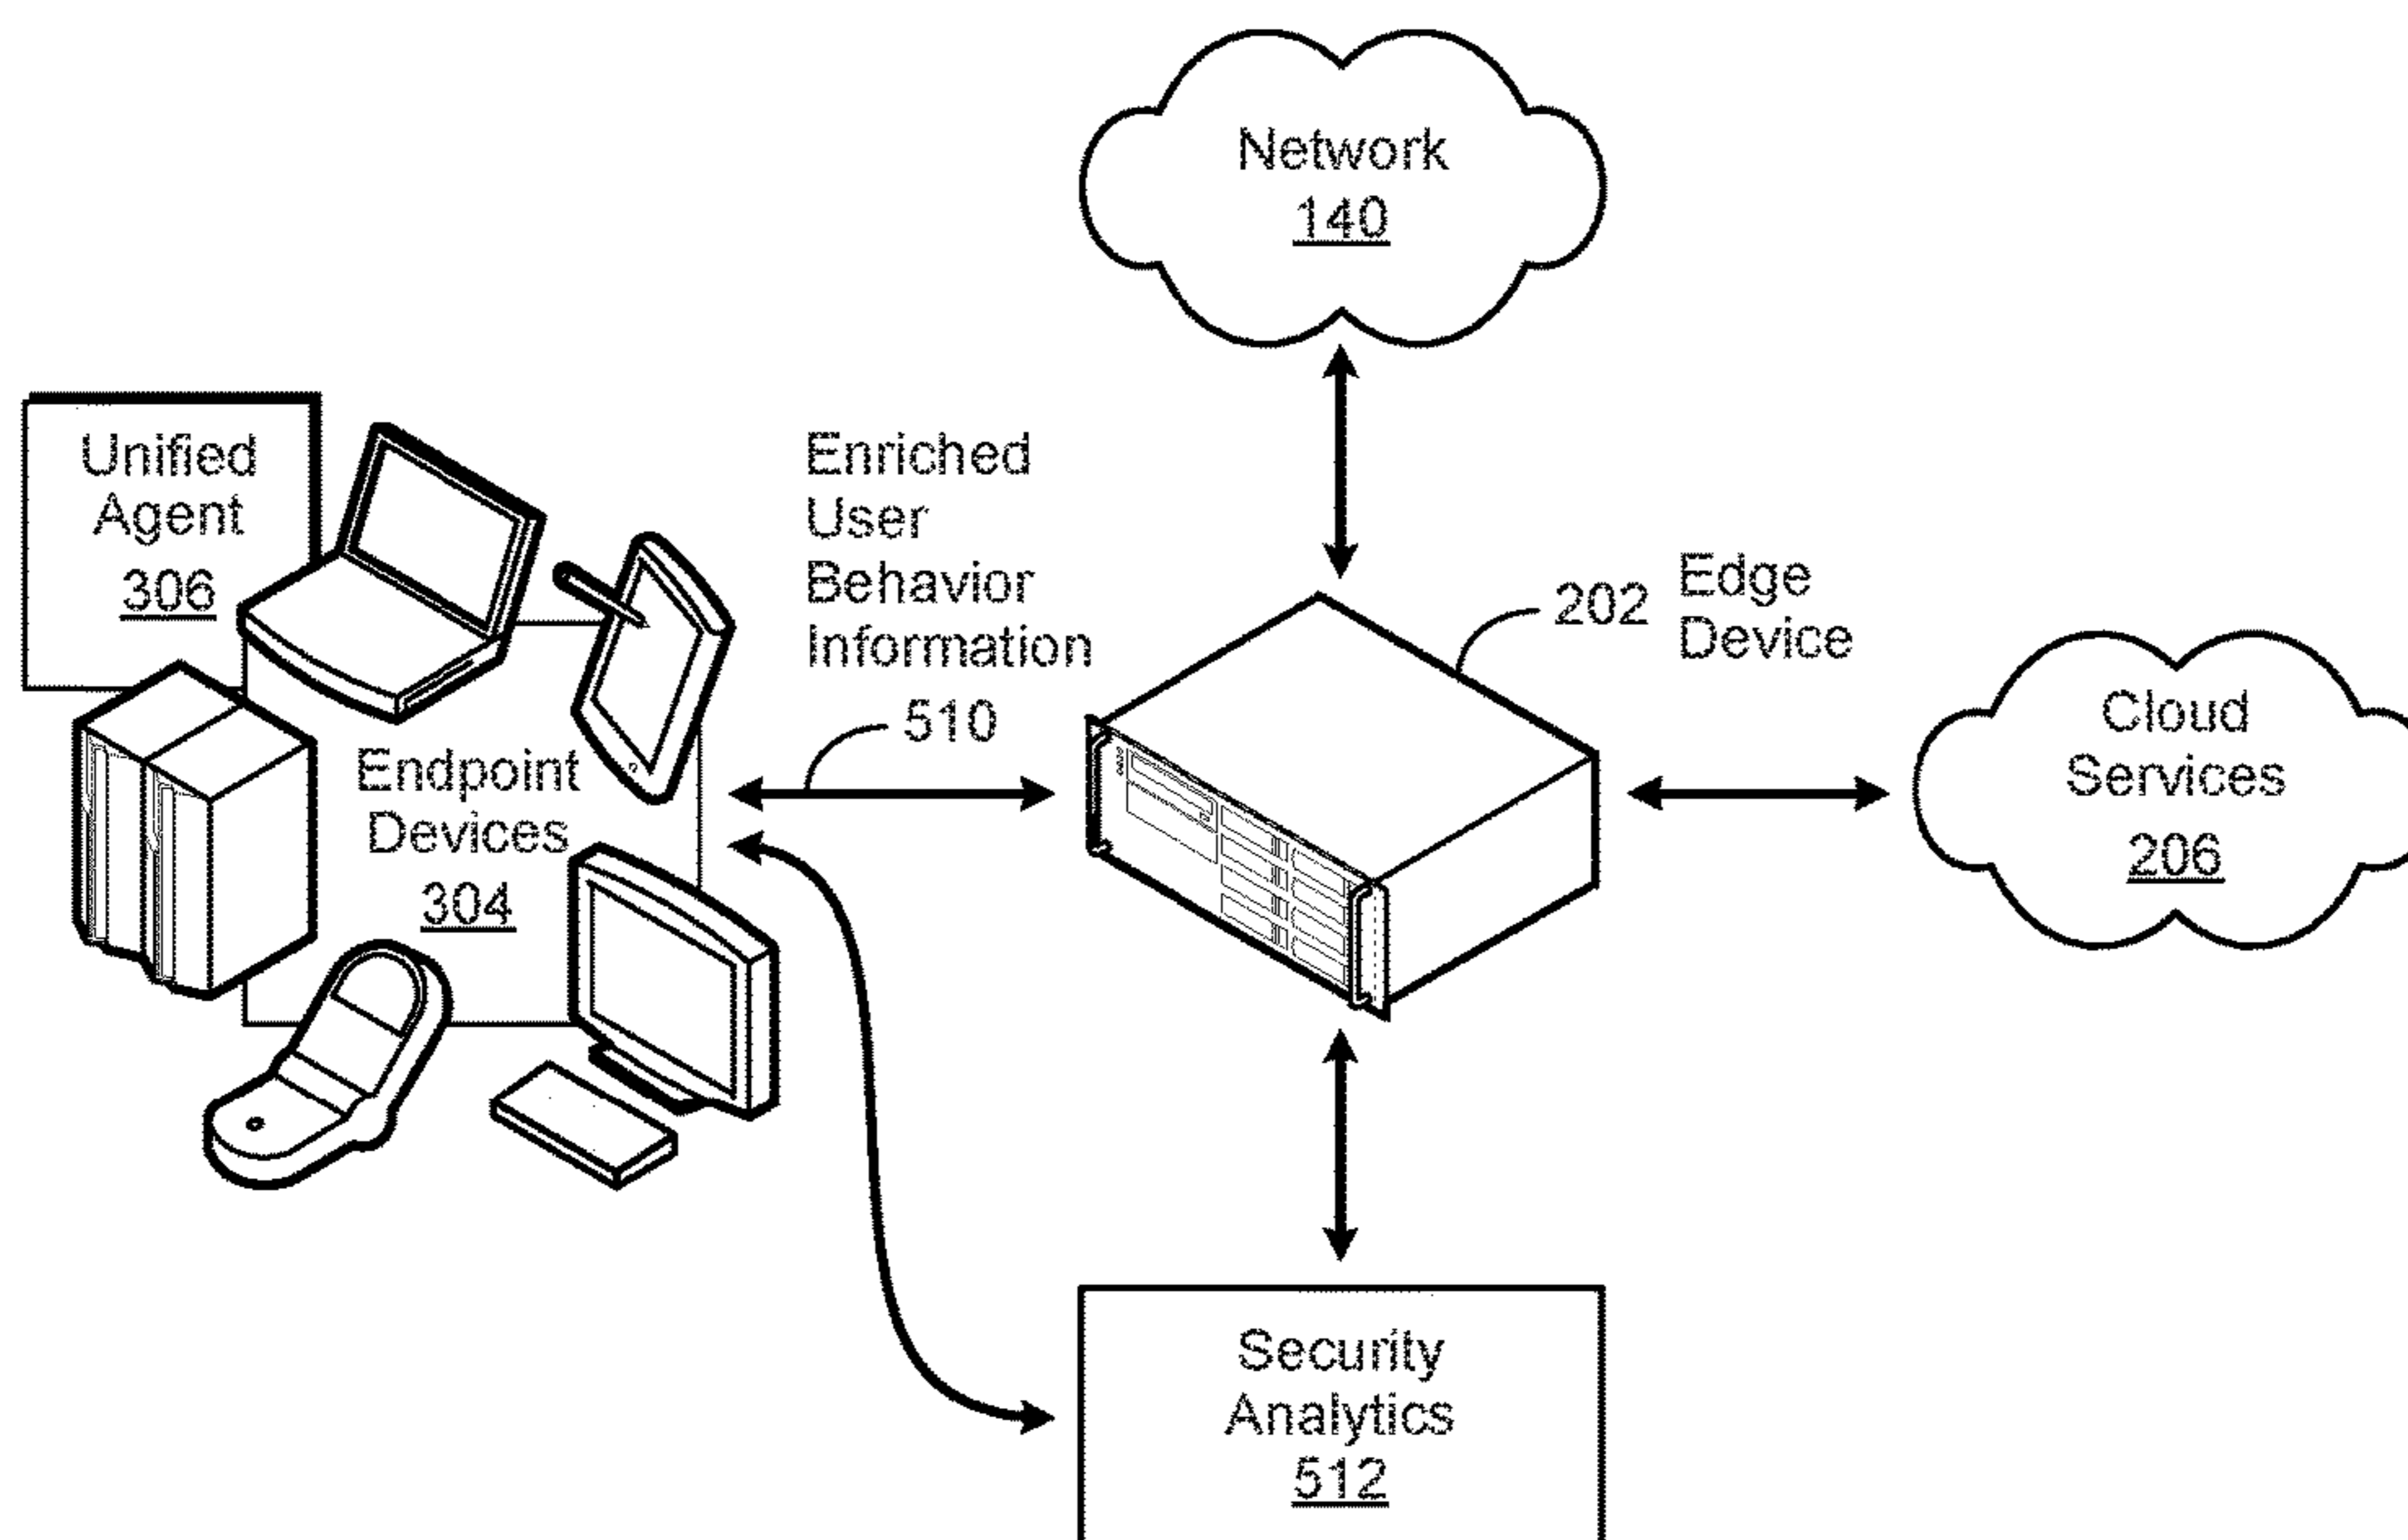 Network
140
Unified
Agent
306
Enriched
User
Behavior
Information
510
202
Edge
Device
Cloud
Services
206
Endpoint
Devices
304
Security
Analytics
512